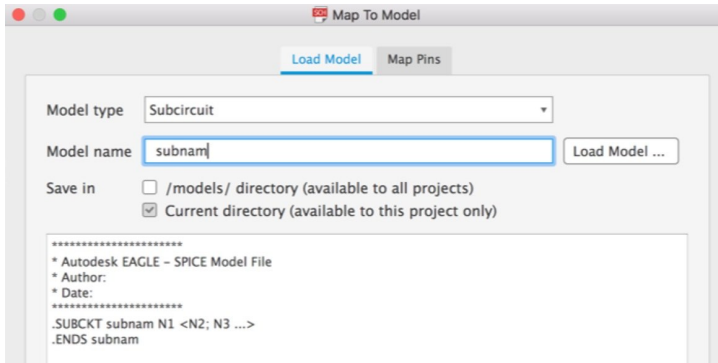 Map To Model
Load Model Map Pins
Model type Subcircuit
Model name subnam Load Model ...
Save in /models/ directory (available to all projects)
Current directory (available to this project only)
**********************
* Autodesk EAGLE – SPICE Model File
* Author:
* Date:
**********************
.SUBCKT subnam N1 <N2; N3 ...>
.ENDS subnam